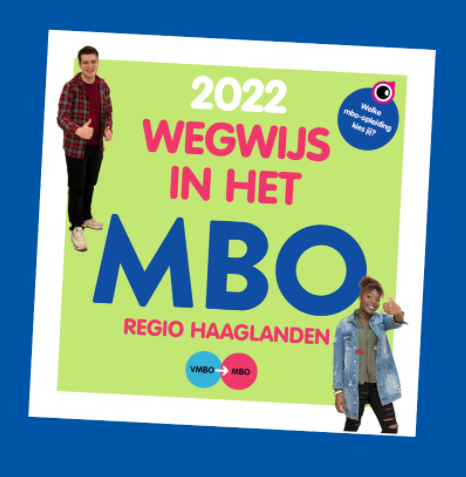 2022
WEGWIJS
IN HET
MBO
REGIO HAAGLANDEN
VMBO → MBO
Welke
mbo-opleiding
kies jij?